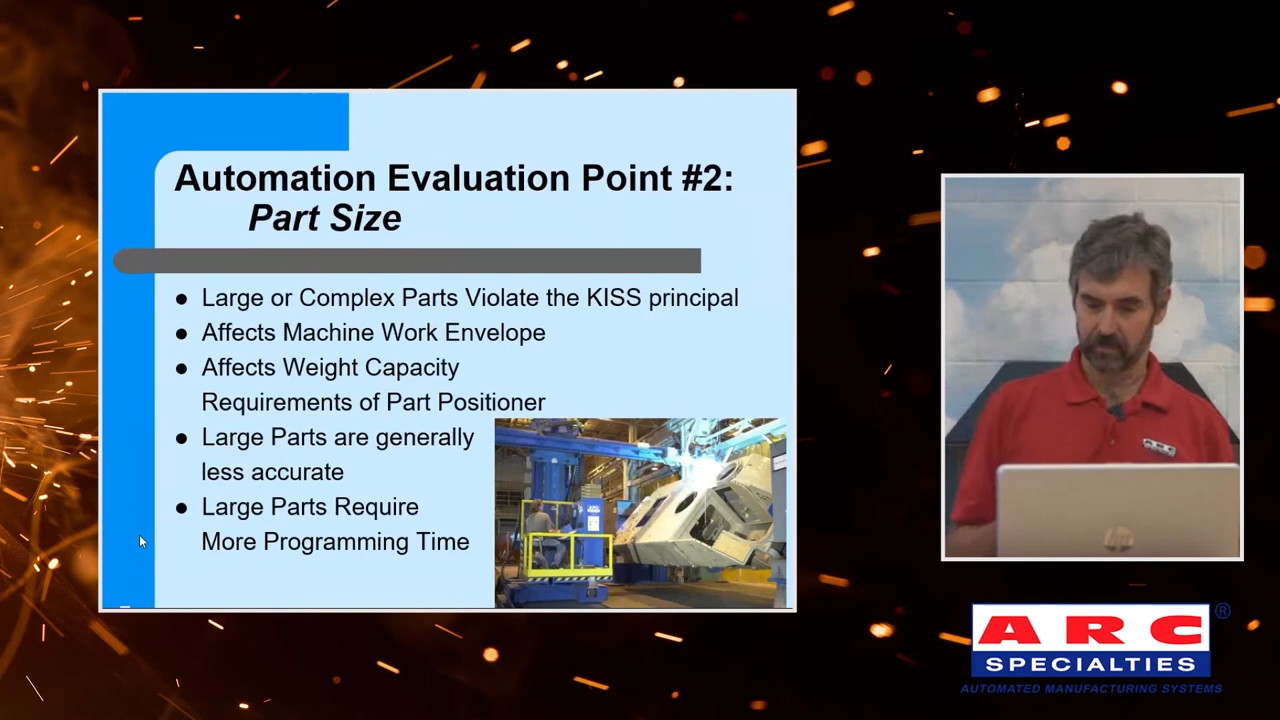 Automation Evaluation Point #2:
Part Size
● Large or Complex Parts Violate the KISS principal
● Affects Machine Work Envelope
● Affects Weight Capacity
Requirements of Part Positioner
● Large Parts are generally
less accurate
● Large Parts Require
More Programming Time
ARC
hp
ARC®
SPECIALTIES
AUTOMATED MANUFACTURING SYSTEMS